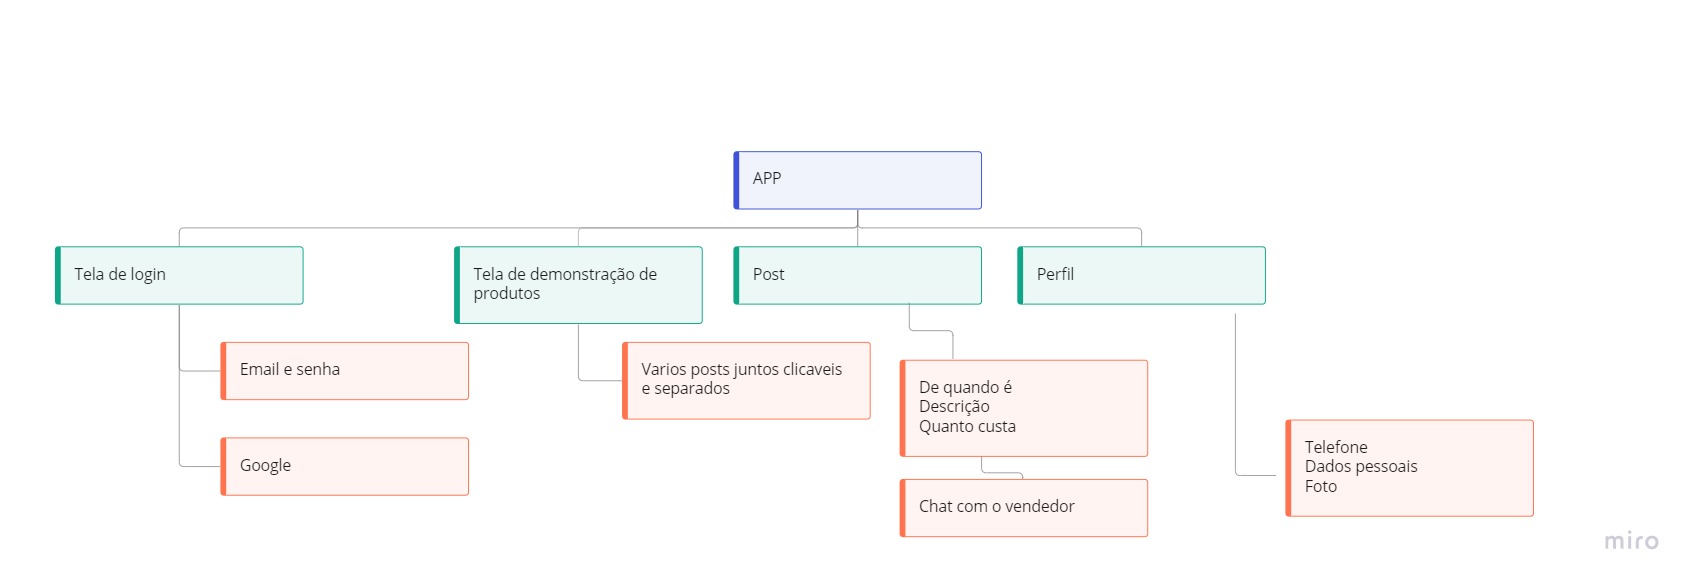 APP
Tela de login
Tela de demonstração de
produtos
Post
Perfil
Email e senha
Google
Varios posts juntos clicaveis
e separados
De quando é
Descrição
Quanto custa
Chat com o vendedor
Telefone
Dados pessoais
Foto
miro